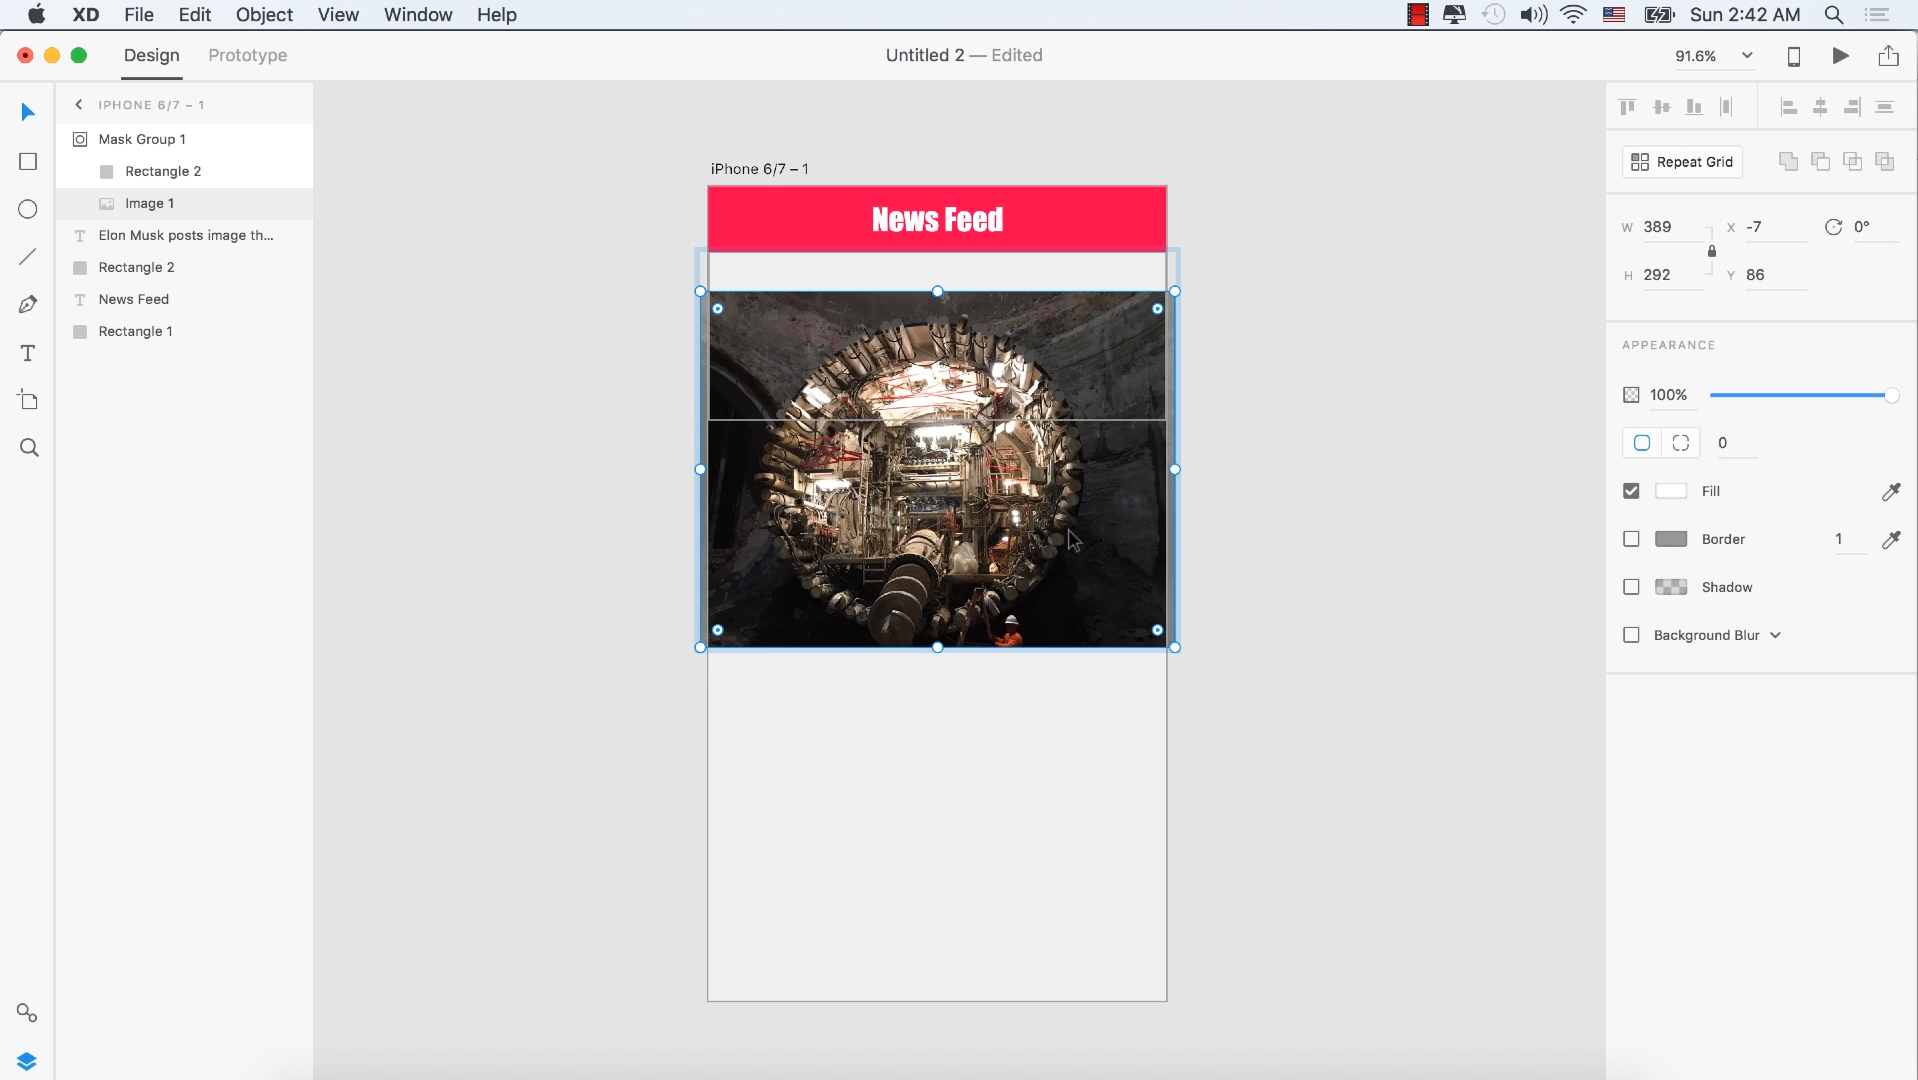 XD File Edit Object View Window Help Sun 2:42 AM
Design Prototype Untitled 2 — Edited 91.6%
IPHONE 6/7 – 1
Mask Group 1
Rectangle 2
Image 1
Elon Musk posts image th...
Rectangle 2
News Feed
Rectangle 1
iPhone 6/7 – 1
News Feed
Repeat Grid
W 389 X -7 0°
H 292 Y 86
APPEARANCE
100%
0
Fill
Border 1
Shadow
Background Blur